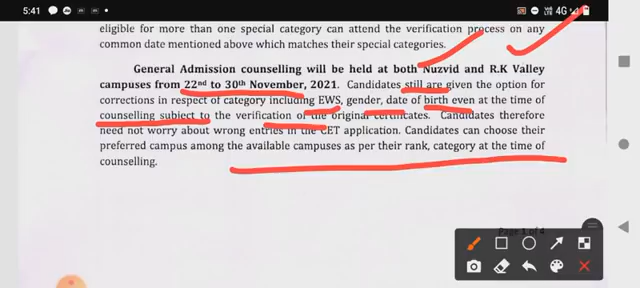 5:41
4G
eligible for more than one special category can attend the verification process on any
common date mentioned above which matches their special categories.
General Admission counselling will be held at both Nuzvid and R.K Valley
campuses from 22nd to 30th November, 2021. Candidates still are given the option for
corrections in respect of category including EWS, gender, date of birth even at the time of
counselling subject to the verification of the original certificates. Candidates therefore
need not worry about wrong entries in the CET application. Candidates can choose their
preferred campus among the available campuses as per their rank, category at the time of
counselling.
Page 1 of 4